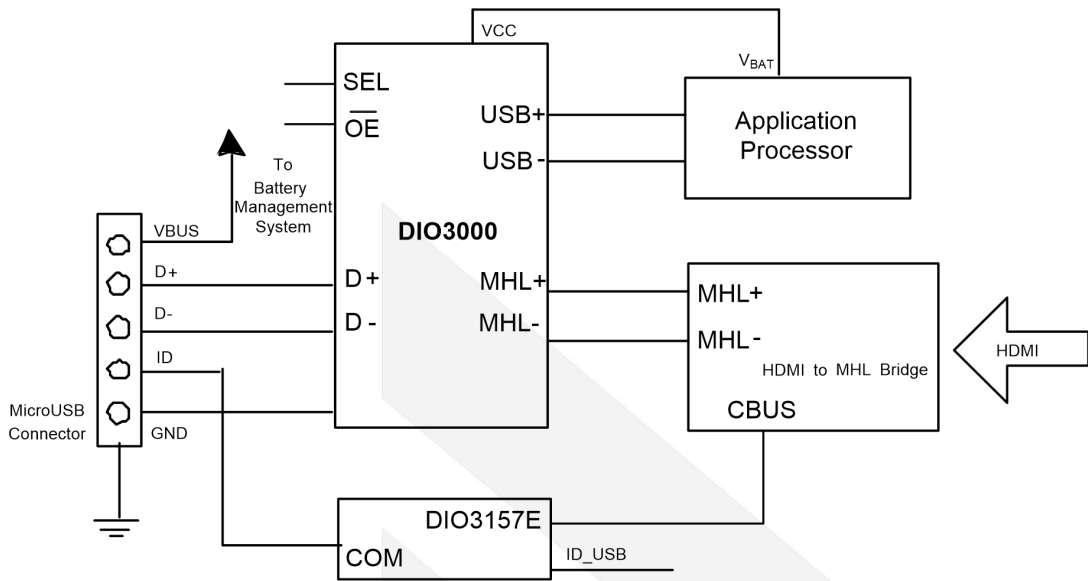 VCC
V_BAT
SEL
OE
USB+
USB-
Application
Processor
To
Battery
Management
System
VBUS
DIO3000
D+
D+
MHL+
MHL+
D-
D-
MHL-
MHL-
HDMI
ID
HDMI to MHL Bridge
CBUS
MicroUSB
Connector
GND
DIO3157E
COM
ID_USB